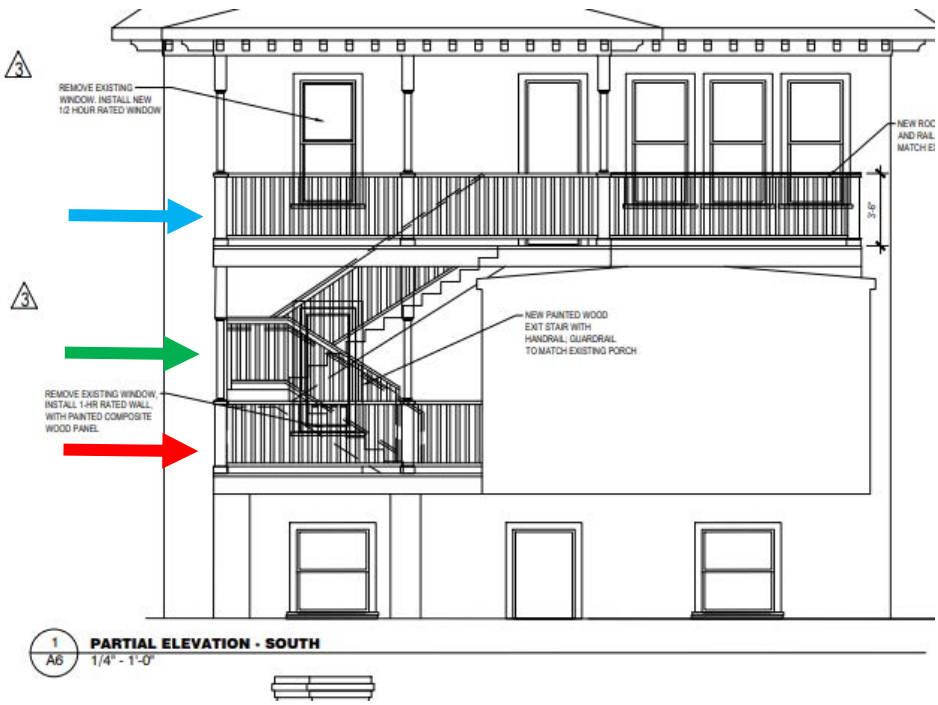 3
REMOVE EXISTING
WINDOW. INSTALL NEW
1/2 HOUR RATED WINDOW
NEW ROO
AND RAIL
MATCH EX
3'-6"
3
NEW PAINTED WOOD
EXIT STAIR WITH
HANDRAIL; GUARDRAIL
TO MATCH EXISTING PORCH
REMOVE EXISTING WINDOW,
INSTALL 1-HR RATED WALL,
WITH PAINTED COMPOSITE
WOOD PANEL
1
A6
PARTIAL ELEVATION - SOUTH
1/4" - 1'-0"